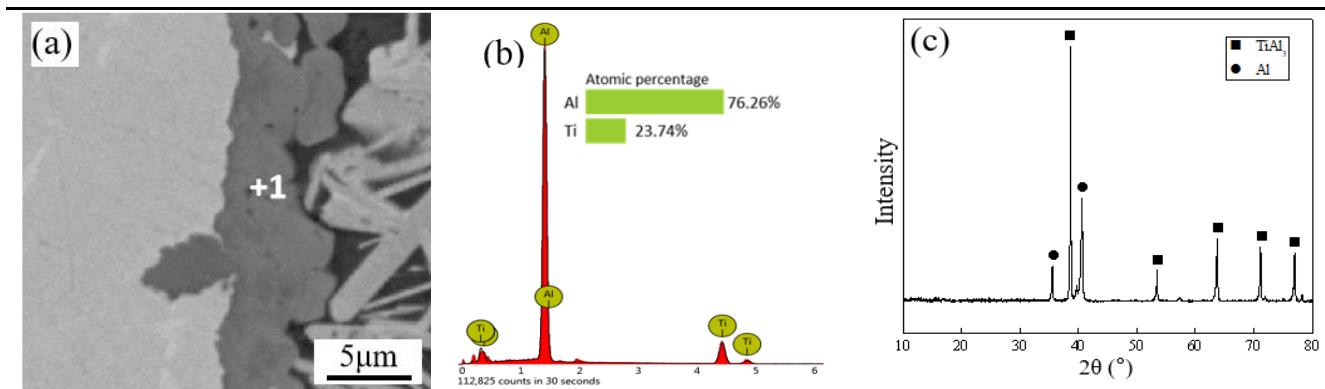 (a)
+1
5μm
(b)
Atomic percentage
Al 76.26%
Ti 23.74%
Al
Al
Ti
Ti
Ti
0 1 2 3 4 5 6
112,825 counts in 30 seconds
(c)
■ TiAl₃
● Al
Intensity
10 20 30 40 50 60 70 80
2θ (°)